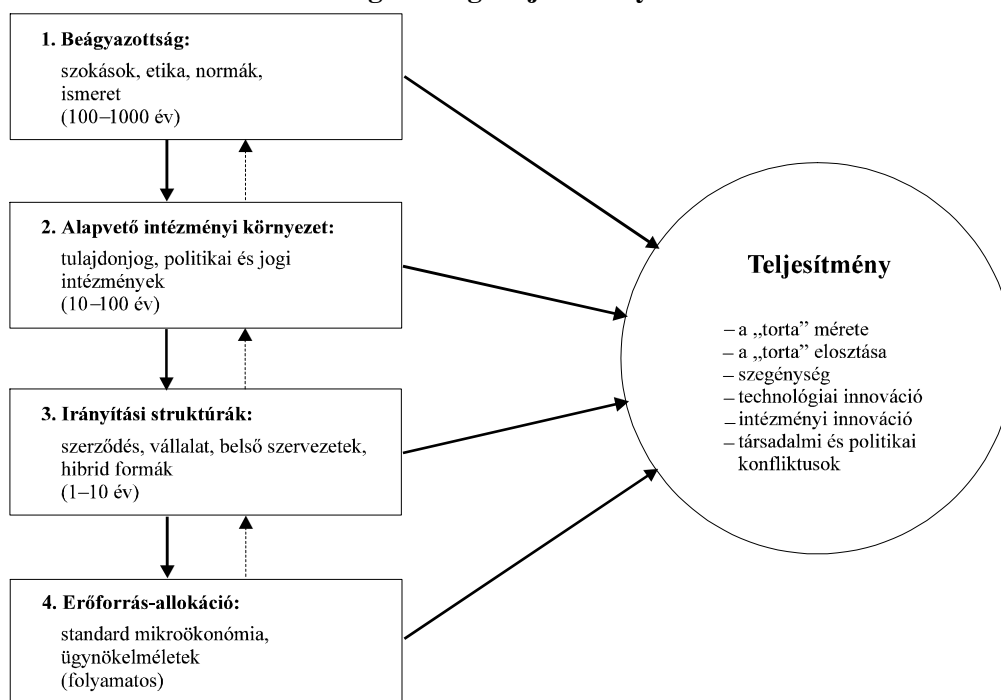 1. Beágyazottság:
szokások, etika, normák,
ismeret
(100–1000 év)
2. Alapvető intézményi környezet:
tulajdonjog, politikai és jogi
intézmények
(10–100 év)
3. Irányítási struktúrák:
szerződés, vállalat, belső szervezetek,
hibrid formák
(1–10 év)
4. Erőforrás-allokáció:
standard mikroökonómia,
ügynökelméletek
(folyamatos)
Teljesítmény
– a „torta” mérete
– a „torta” elosztása
– szegénység
– technológiai innováció
– intézményi innováció
– társadalmi és politikai
konfliktusok